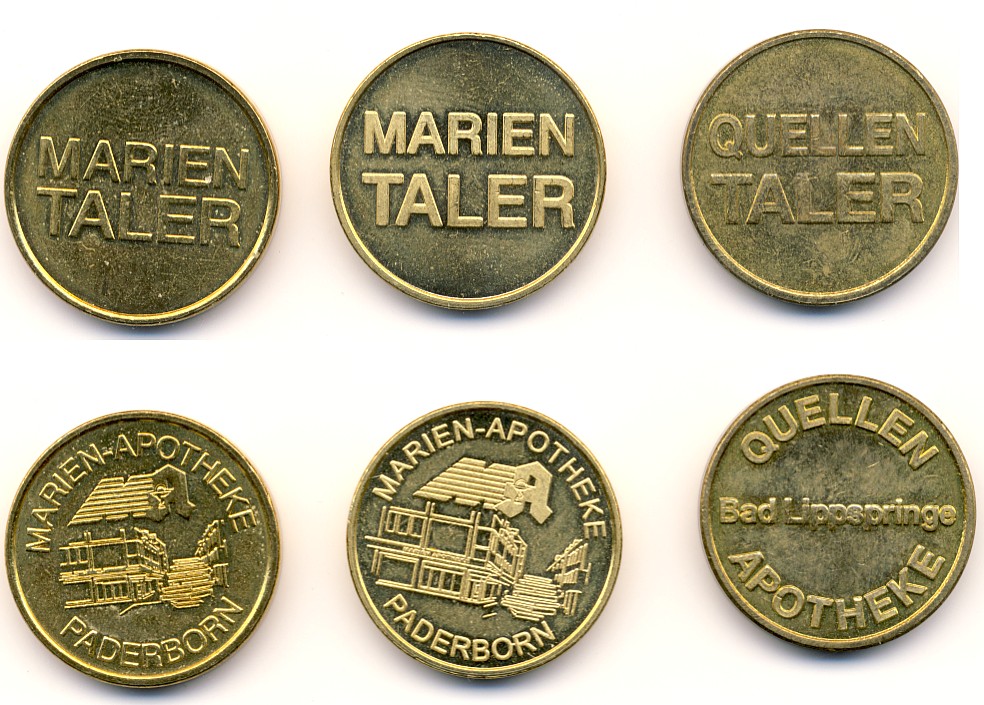 MARIEN
TALER
MARIEN
TALER
QUELLEN
TALER
MARIEN-APOTHEKE
PADERBORN
MARIEN-APOTHEKE
PADERBORN
QUELLEN
Bad Lippspringe
APOTHEKE